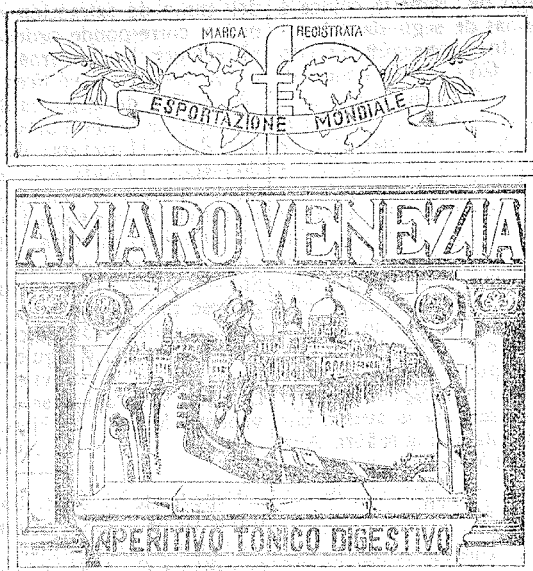 MARCA REGISTRATA
ESPORTAZIONE MONDIALE
AMARO VENEZIA
APERITIVO TONICO DIGESTIVO